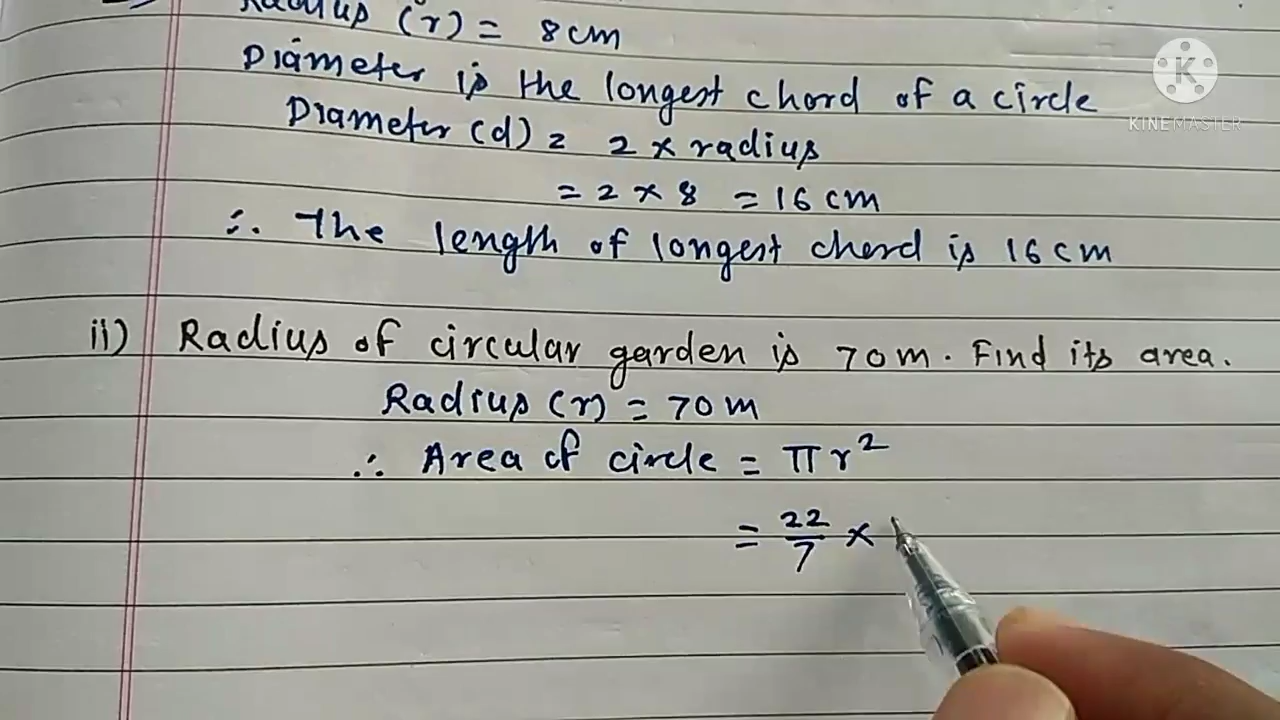 Radius (r) = 8 cm
Diameter is the longest chord of a circle
Diameter (d) = 2 × radius
= 2 × 8 = 16 cm
∴ The length of longest chord is 16 cm
ii) Radius of circular garden is 70 m. Find its area.
Radius (r) = 70 m
∴ Area of circle = πr²
= 22/7 ×
K
KINEMASTER